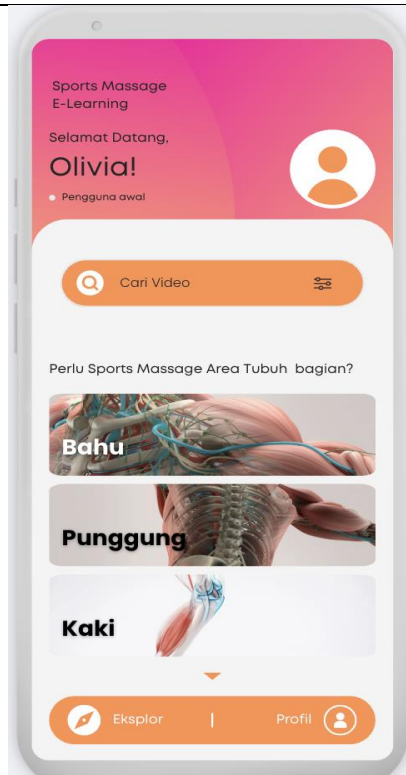 Sports Massage
E-Learning
Selamat Datang,
Olivia!
Pengguna awal
Cari Video
Perlu Sports Massage Area Tubuh bagian?
Bahu
Punggung
Kaki
Eksplor | Profil